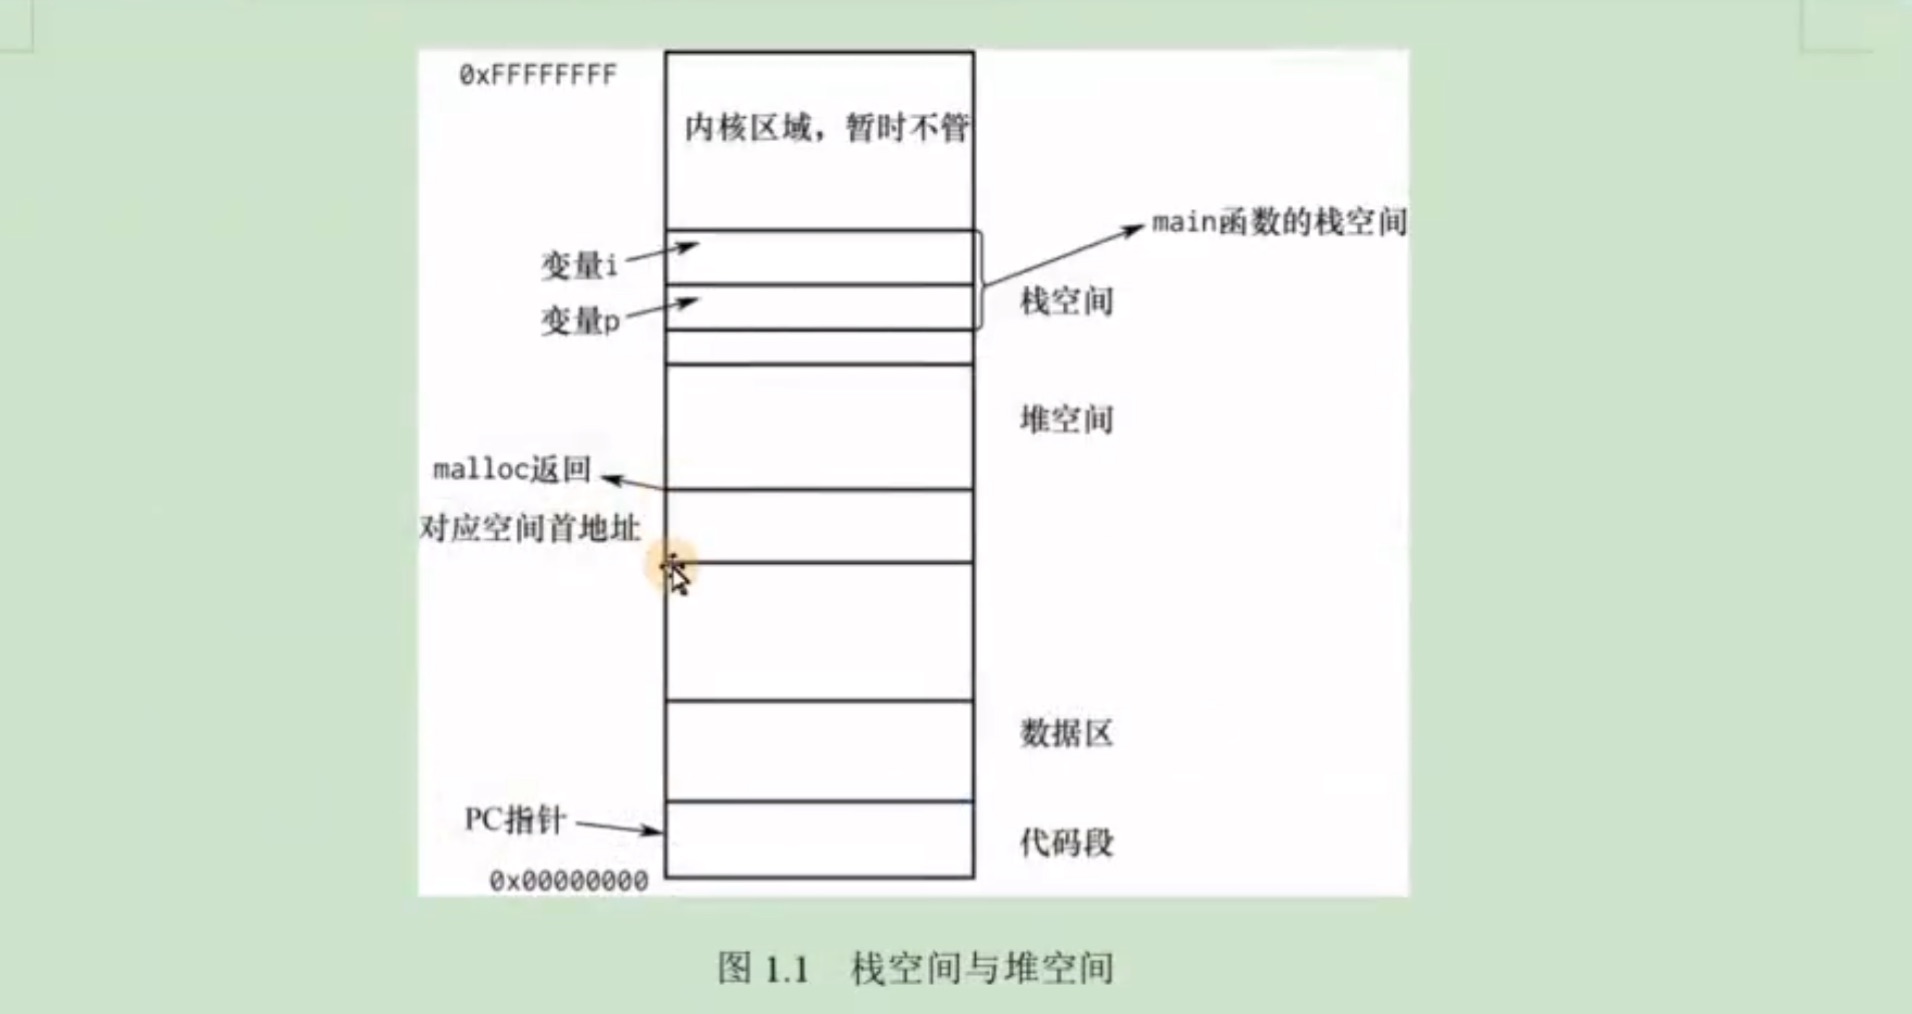 0xFFFFFFFF
内核区域，暂时不管
main函数的栈空间
变量i
栈空间
变量p
堆空间
malloc返回
对应空间首地址
数据区
PC指针
代码段
0x00000000
图 1.1 栈空间与堆空间